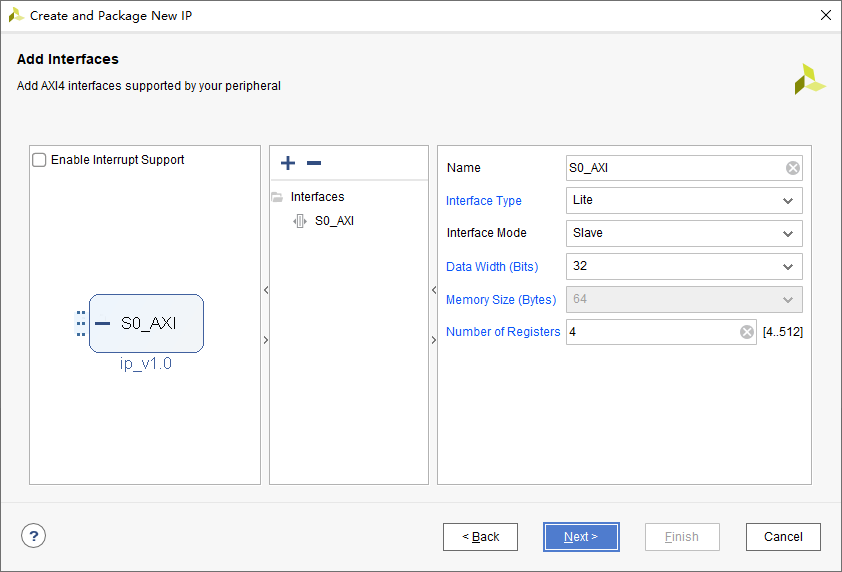 Create and Package New IP
Add Interfaces
Add AXI4 interfaces supported by your peripheral
Enable Interrupt Support
S0_AXI
ip_v1.0
Interfaces
S0_AXI
Name S0_AXI
Interface Type Lite
Interface Mode Slave
Data Width (Bits) 32
Memory Size (Bytes) 64
Number of Registers 4 [4..512]
? < Back Next > Finish Cancel